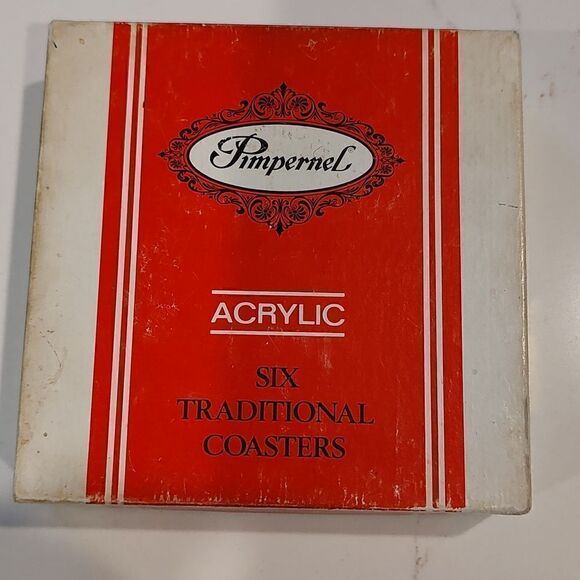 Pimpernel
ACRYLIC
SIX
TRADITIONAL
COASTERS